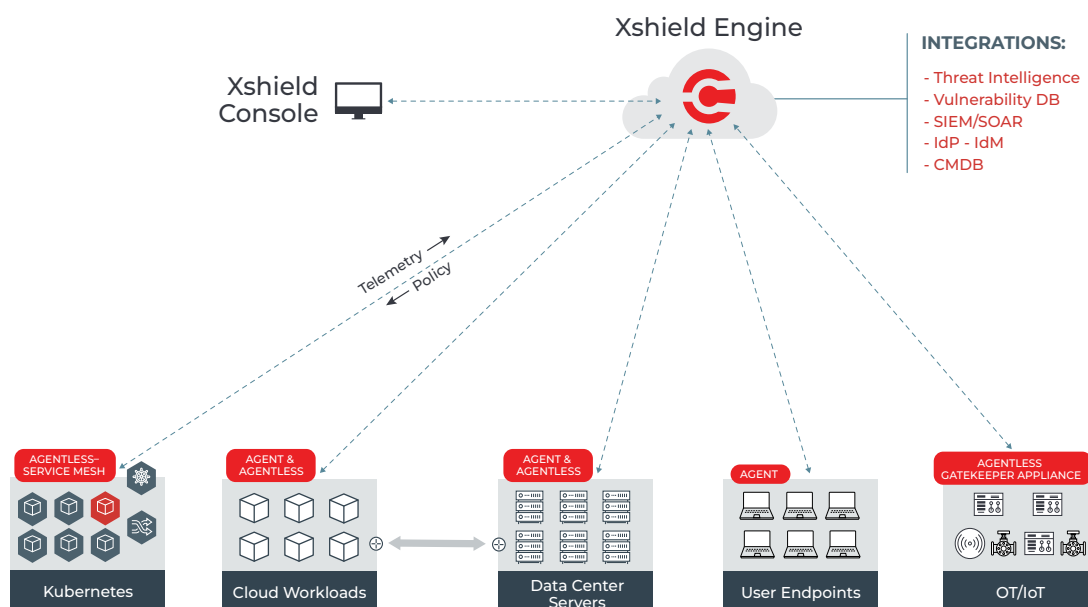 Xshield Engine
Xshield
Console
INTEGRATIONS:
- Threat Intelligence
- Vulnerability DB
- SIEM/SOAR
- IdP - IdM
- CMDB
Telemetry
Policy
AGENTLESS–
SERVICE MESH
Kubernetes
AGENT &
AGENTLESS
Cloud Workloads
AGENT &
AGENTLESS
Data Center
Servers
AGENT
User Endpoints
AGENTLESS
GATEKEEPER APPLIANCE
OT/IoT